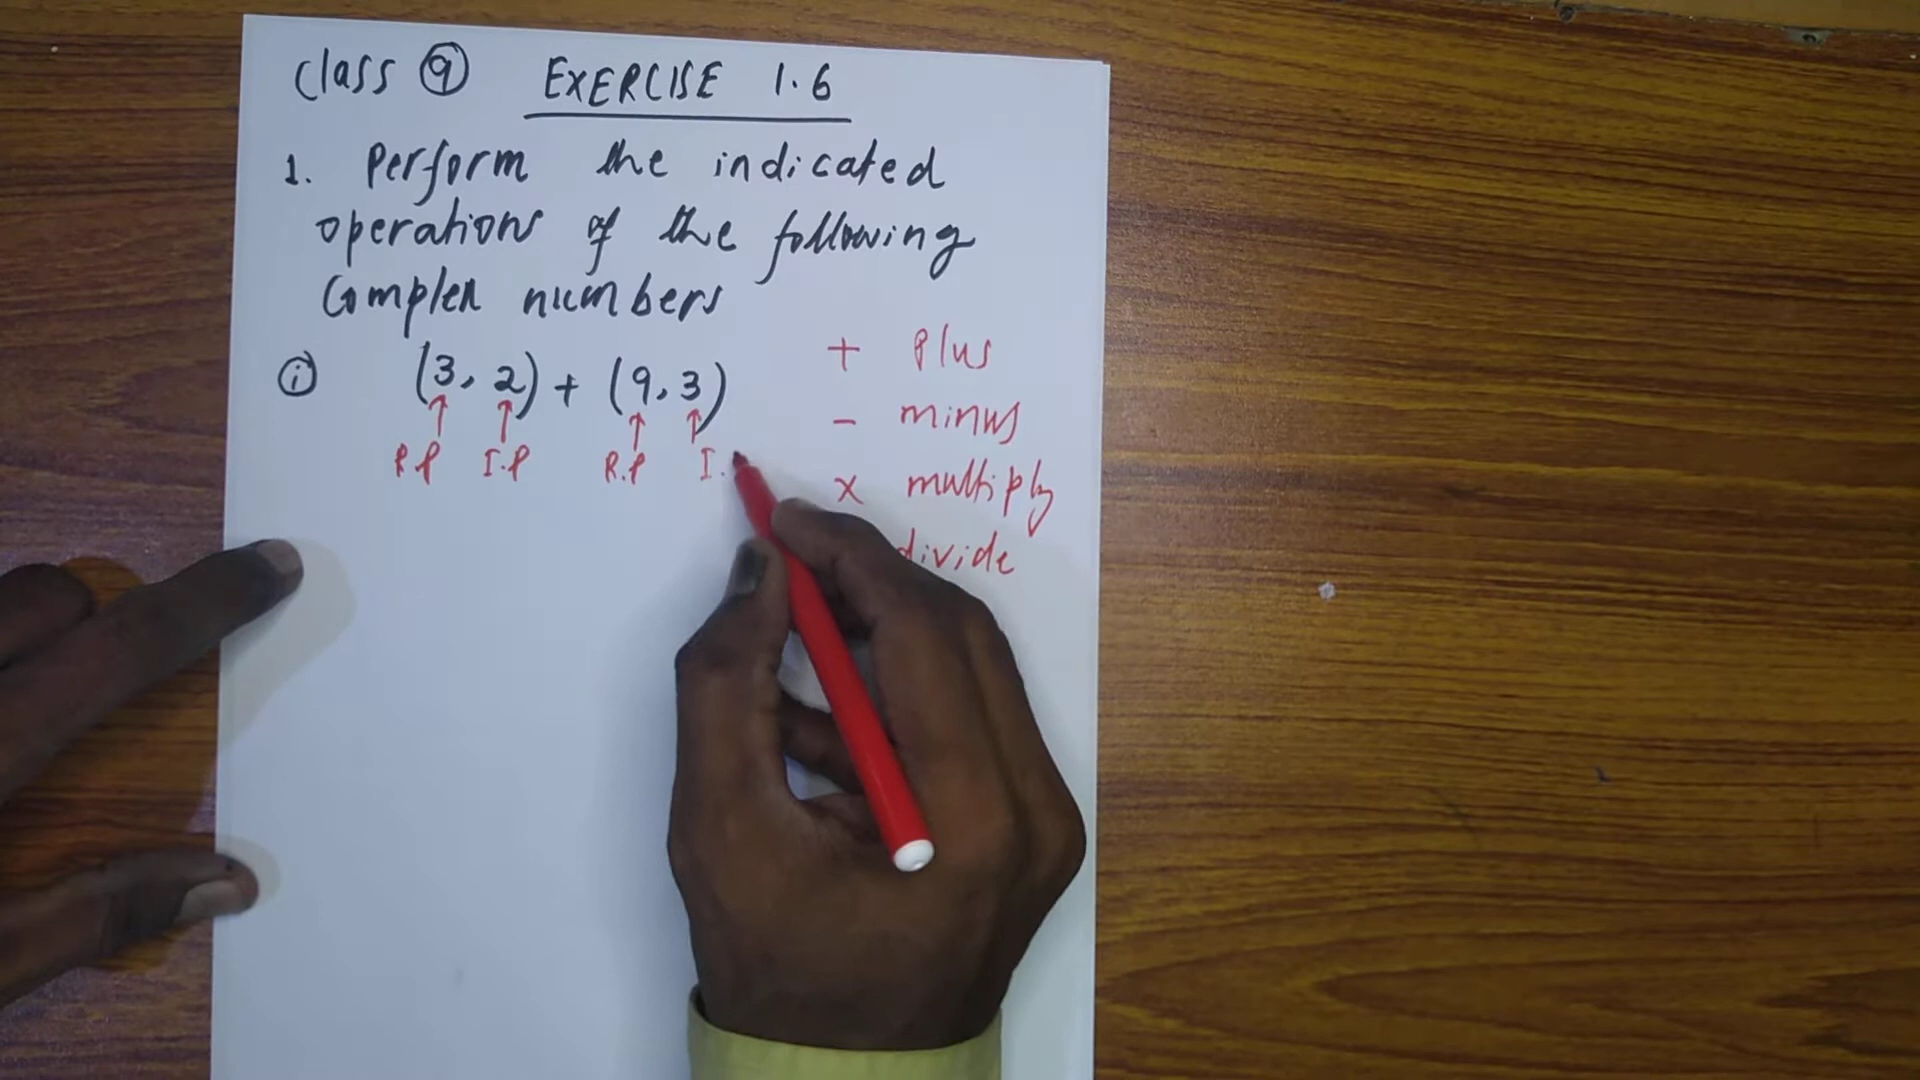 Class 9 EXERCISE 1.6
1. Perform the indicated
operations of the following
Complex numbers
i (3, 2) + (9, 3)
R.P I.P R.P I.
+ Plus
- minus
x multiply
divide